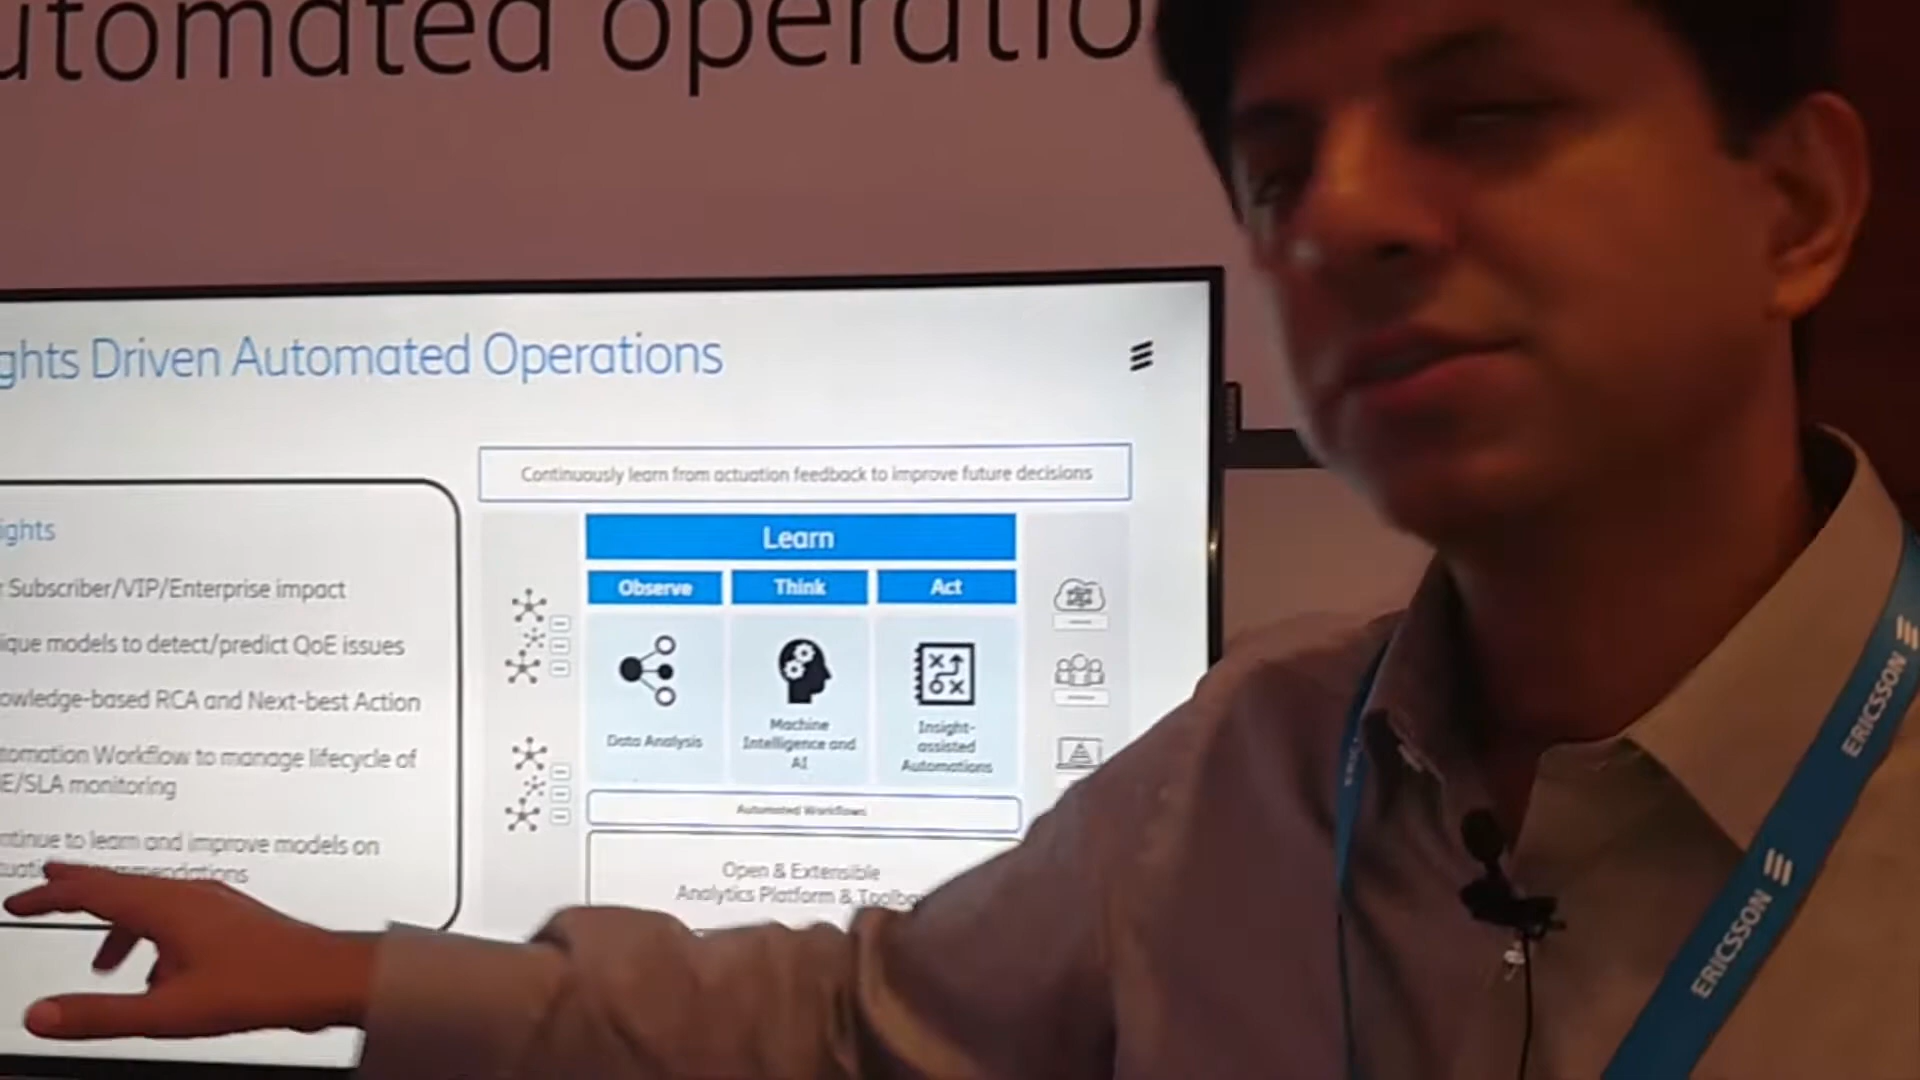 utomated operatio
ghts Driven Automated Operations
Continuously learn from actuation feedback to improve future decisions
ights
r Subscriber/VIP/Enterprise impact
ique models to detect/predict QoE issues
owledge-based RCA and Next-best Action
tomation Workflow to manage lifecycle of
E/SLA monitoring
ntinue to learn and improve models on
Learn
Observe
Think
Act
Data Analysis
Machine
Intelligence and
AI
Insight-
assisted
Automations
Automated Workflows
Open & Extensible
Analytics Platform & Toolbo
ERICSSON
ERICSSON